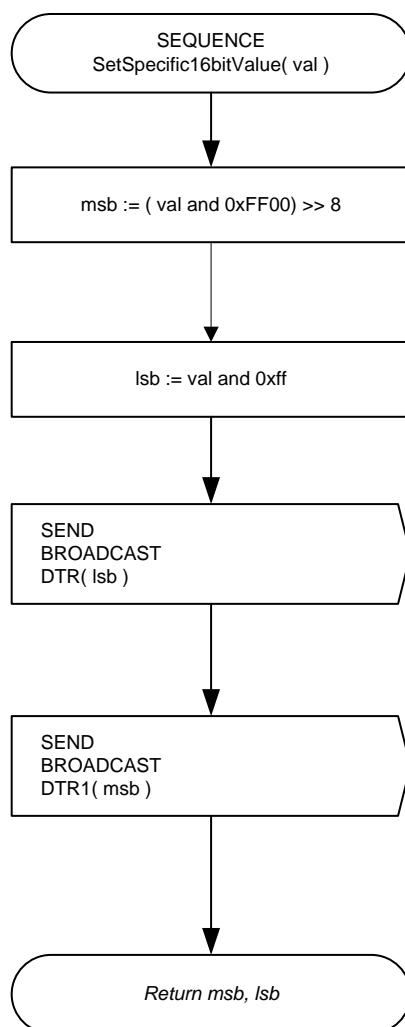 SEQUENCE
SetSpecific16bitValue( val )
msb := ( val and 0xFF00) >> 8
lsb := val and 0xff
SEND
BROADCAST
DTR( lsb )
SEND
BROADCAST
DTR1( msb )
Return msb, lsb